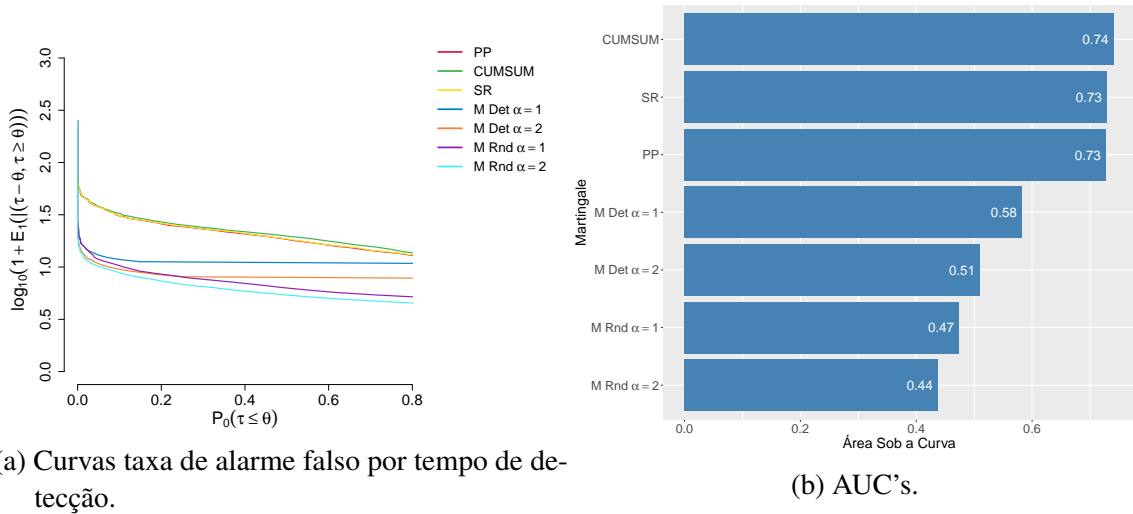 3.0
2.5
2.0
1.5
1.0
0.5
0.0
log₁₀(1 + E₁(|(τ − θ, τ ≥ θ)))
0.0 0.2 0.4 0.6 0.8
P₀(τ ≤ θ)
PP
CUMSUM
SR
M Det α = 1
M Det α = 2
M Rnd α = 1
M Rnd α = 2
(a) Curvas taxa de alarme falso por tempo de de-
tecção.
Martingale
CUMSUM 0.74
SR 0.73
PP 0.73
M Det α = 1 0.58
M Det α = 2 0.51
M Rnd α = 1 0.47
M Rnd α = 2 0.44
0.0 0.2 0.4 0.6
Área Sob a Curva
(b) AUC's.